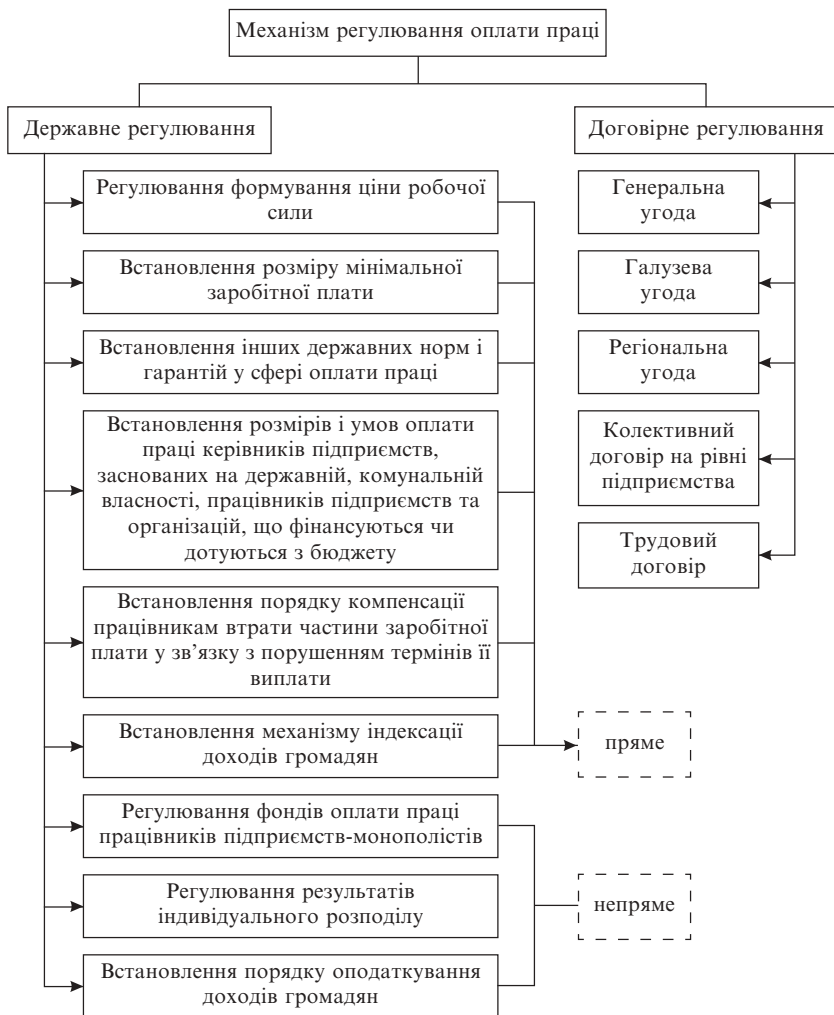 Механізм регулювання оплати праці
Державне регулювання
Договірне регулювання
Регулювання формування ціни робочої
сили
Встановлення розміру мінімальної
заробітної плати
Встановлення інших державних норм і
гарантій у сфері оплати праці
Встановлення розмірів і умов оплати
праці керівників підприємств,
заснованих на державній, комунальній
власності, працівників підприємств та
організацій, що фінансуються чи
дотуються з бюджету
Встановлення порядку компенсації
працівникам втрати частини заробітної
плати у зв’язку з порушенням термінів її
виплати
Встановлення механізму індексації
доходів громадян
Регулювання фондів оплати праці
працівників підприємств-монополістів
Регулювання результатів
індивідуального розподілу
Встановлення порядку оподаткування
доходів громадян
Генеральна
угода
Галузева
угода
Регіональна
угода
Колективний
договір на рівні
підприємства
Трудовий
договір
пряме
непряме